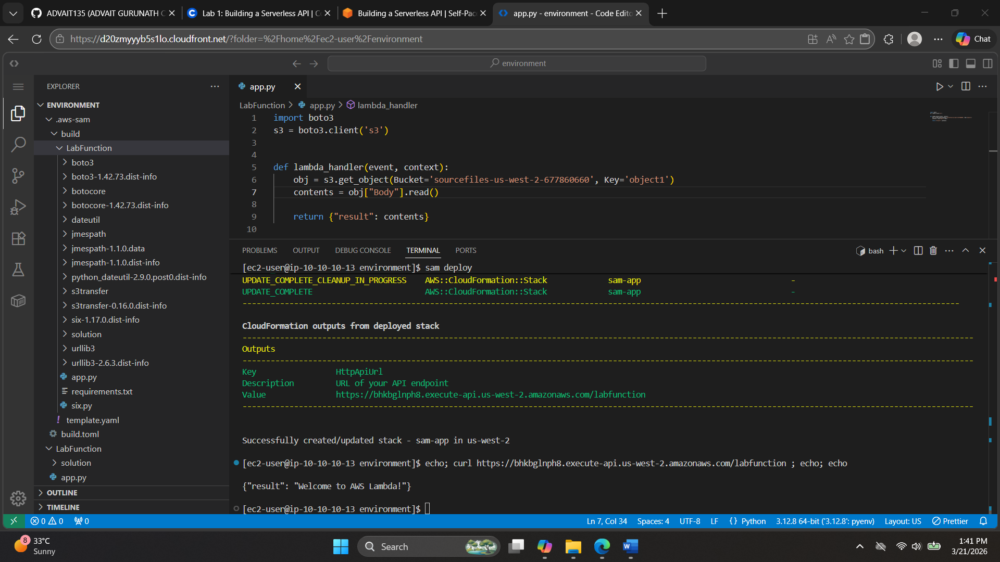 ADVAIT135 (ADVAIT GURUNATH C
Lab 1: Building a Serverless API | Co
Building a Serverless API | Self-Pac
app.py - environment - Code Edito
https://d20zmyyyb5s1lo.cloudfront.net/?folder=%2Fhome%2Fec2-user%2Fenvironment
Chat
environment
EXPLORER
ENVIRONMENT
.aws-sam
build
LabFunction
boto3
boto3-1.42.73.dist-info
botocore
botocore-1.42.73.dist-info
dateutil
jmespath
jmespath-1.1.0.data
jmespath-1.1.0.dist-info
python_dateutil-2.9.0.post0.dist-info
s3transfer
s3transfer-0.16.0.dist-info
six-1.17.0.dist-info
solution
urllib3
urllib3-2.6.3.dist-info
app.py
requirements.txt
six.py
! template.yaml
build.toml
LabFunction
solution
app.py
OUTLINE
TIMELINE
app.py
LabFunction > app.py > lambda_handler
1 import boto3
2 s3 = boto3.client('s3')
3
4
5 def lambda_handler(event, context):
6 obj = s3.get_object(Bucket='sourcefiles-us-west-2-677860660', Key='object1')
7 contents = obj["Body"].read()
8
9 return {"result": contents}
10
PROBLEMS OUTPUT DEBUG CONSOLE TERMINAL PORTS
bash
[ec2-user@ip-10-10-10-13 environment]$ sam deploy
UPDATE_COMPLETE_CLEANUP_IN_PROGRESS AWS::CloudFormation::Stack sam-app -
UPDATE_COMPLETE AWS::CloudFormation::Stack sam-app -
CloudFormation outputs from deployed stack
Outputs
Key HttpApiUrl
Description URL of your API endpoint
Value https://bhkbglnph8.execute-api.us-west-2.amazonaws.com/labfunction
Successfully created/updated stack - sam-app in us-west-2
[ec2-user@ip-10-10-10-13 environment]$ echo; curl https://bhkbglnph8.execute-api.us-west-2.amazonaws.com/labfunction ; echo; echo
{"result": "Welcome to AWS Lambda!"}
[ec2-user@ip-10-10-10-13 environment]$
0 0 0
Ln 7, Col 34 Spaces: 4 UTF-8 LF {} Python 3.12.8 64-bit ('3.12.8': pyenv) Layout: US Prettier
8
33°C
Sunny
Search
1:41 PM
3/21/2026